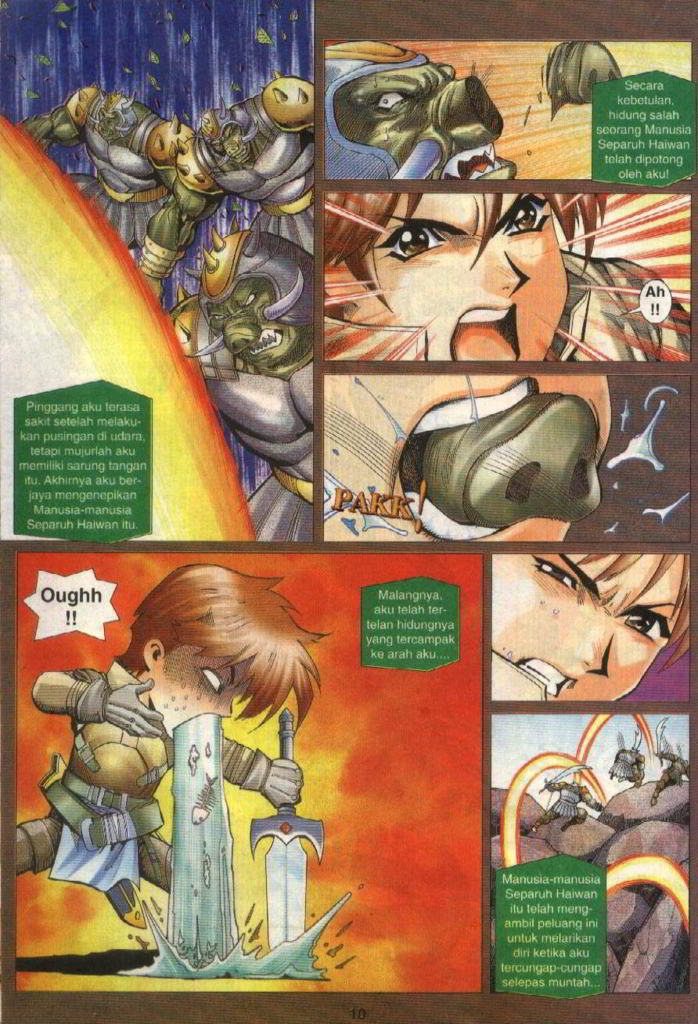 Pinggang aku terasa
sakit setelah melaku-
kan pusingan di udara,
tetapi mujurlah aku
memiliki sarung tangan
itu. Akhirnya aku ber-
jaya mengenepikan
Manusia-manusia
Separuh Haiwan itu.
Secara
kebetulan,
hidung salah
seorang Manusia
Separuh Haiwan
telah dipotong
oleh aku!
Ah
!!
PAKK!
Oughh
!!
Malangnya,
aku telah ter-
telan hidungnya
yang tercampak
ke arah aku....
Manusia-manusia
Separuh Haiwan
itu telah meng-
ambil peluang ini
untuk melarikan
diri ketika aku
tercungap-cungap
selepas muntah...
10